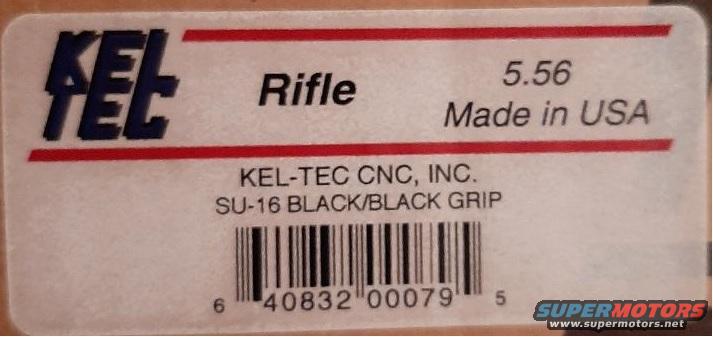 KEL
TEC
Rifle
5.56
Made in USA
KEL-TEC CNC, INC.
SU-16 BLACK/BLACK GRIP
6 40832 00079 5
SUPERMOTORS
www.supermotors.net